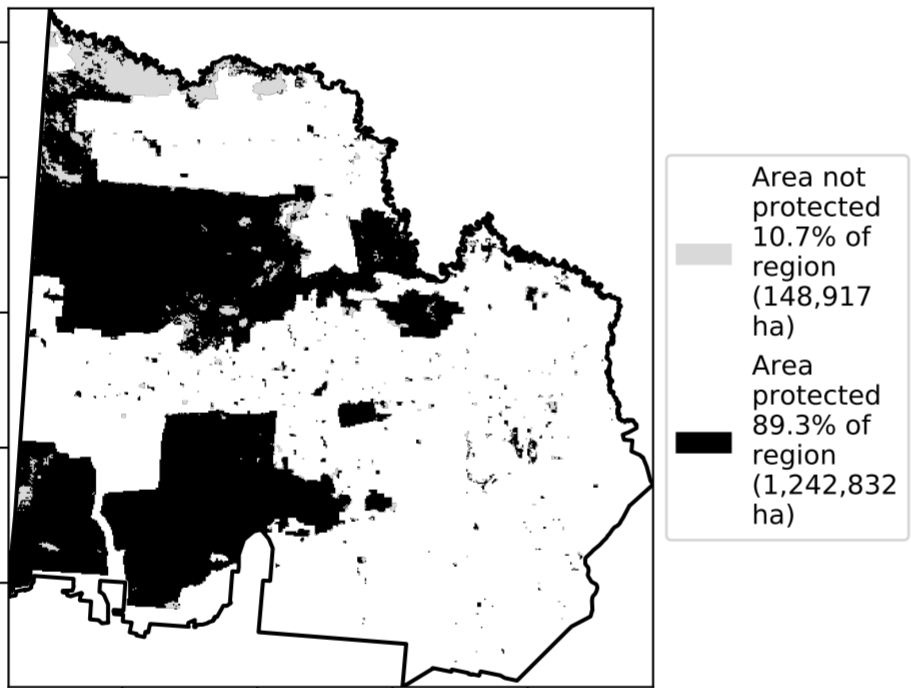 Area not
protected
10.7% of
region
(148,917
ha)
Area
protected
89.3% of
region
(1,242,832
ha)